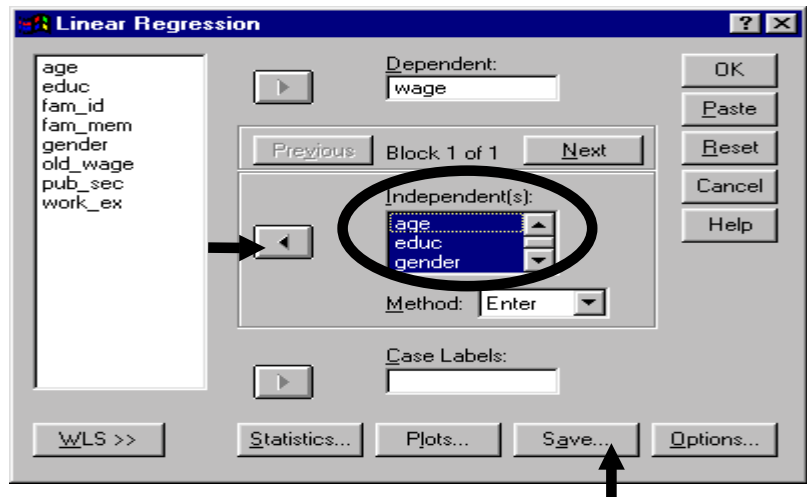 Linear Regression
age
educ
fam_id
fam_mem
gender
old_wage
pub_sec
work_ex
Dependent:
wage
Previous
Block 1 of 1
Next
Independent(s):
age
educ
gender
Method:
Enter
Case Labels:
OK
Paste
Reset
Cancel
Help
WLS >>
Statistics...
Plots...
Save...
Options...